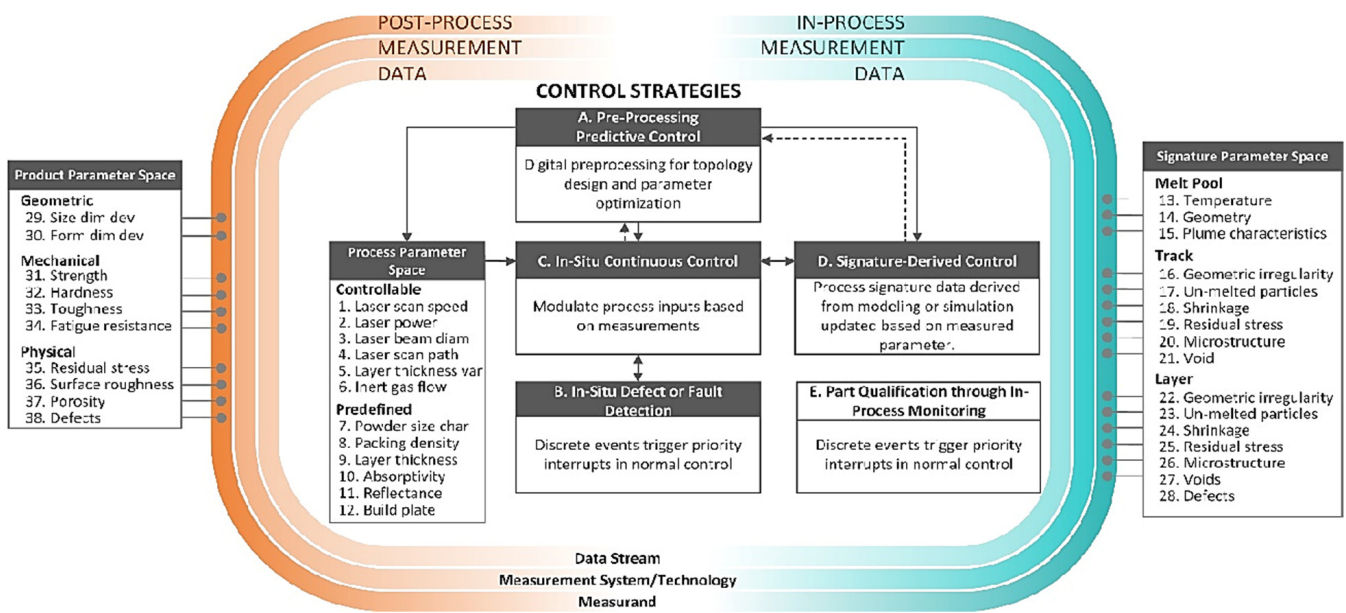 POST-PROCESS
MEASUREMENT
DATA
IN-PROCESS
MEASUREMENT
DATA
CONTROL STRATEGIES
A. Pre-Processing
Predictive Control
Digital preprocessing for topology
design and parameter
optimization
Product Parameter Space
Geometric
29. Size dim dev
30. Form dim dev
Mechanical
31. Strength
32. Hardness
33. Toughness
34. Fatigue resistance
Physical
35. Residual stress
36. Surface roughness
37. Porosity
38. Defects
Process Parameter
Space
Controllable
1. Laser scan speed
2. Laser power
3. Laser beam diam
4. Laser scan path
5. Layer thickness var
6. Inert gas flow
Predefined
7. Powder size char
8. Packing density
9. Layer thickness
10. Absorptivity
11. Reflectance
12. Build plate
C. In-Situ Continuous Control
Modulate process inputs based
on measurements
D. Signature-Derived Control
Process signature data derived
from modeling or simulation
updated based on measured
parameter.
B. In-Situ Defect or Fault
Detection
Discrete events trigger priority
interrupts in normal control
E. Part Qualification through In-
Process Monitoring
Discrete events trigger priority
interrupts in normal control
Signature Parameter Space
Melt Pool
13. Temperature
14. Geometry
15. Plume characteristics
Track
16. Geometric irregularity
17. Un-melted particles
18. Shrinkage
19. Residual stress
20. Microstructure
21. Void
Layer
22. Geometric irregularity
23. Un-melted particles
24. Shrinkage
25. Residual stress
26. Microstructure
27. Voids
28. Defects
Data Stream
Measurement System/Technology
Measurand